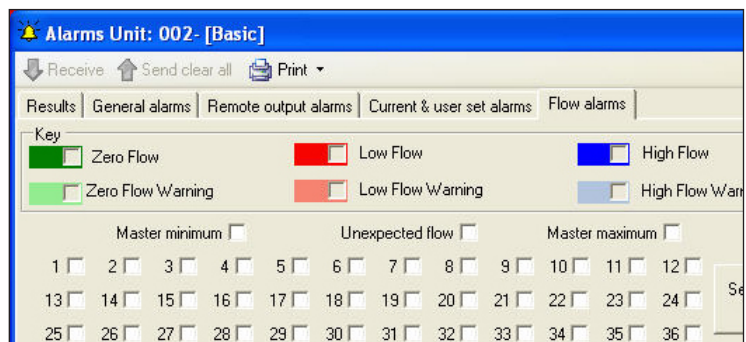 Alarms Unit: 002- [Basic]
Receive Send clear all Print
Results General alarms Remote output alarms Current & user set alarms Flow alarms
Key
Zero Flow Low Flow High Flow
Zero Flow Warning Low Flow Warning High Flow Warn
Master minimum Unexpected flow Master maximum
1 2 3 4 5 6 7 8 9 10 11 12
Se
13 14 15 16 17 18 19 20 21 22 23 24
25 26 27 28 29 30 31 32 33 34 35 36